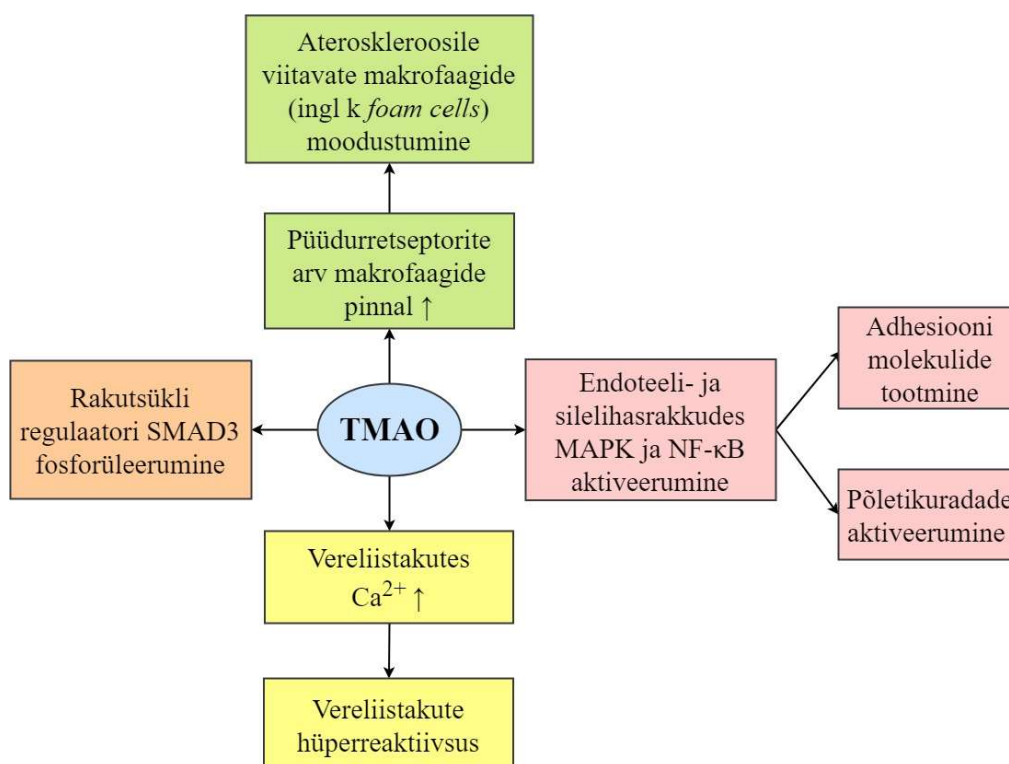 Ateroskleroosile
viitavate makrofaagide
(ingl k foam cells)
moodustumine
Püüdurretseptorite
arv makrofaagide
pinnal ↑
Rakutsükli
regulaatori SMAD3
fosforüleerumine
TMAO
Endoteeli- ja
silelihasrakkudes
MAPK ja NF-κB
aktiveerumine
Adhesiooni
molekulide
tootmine
Põletikuradade
aktiveerumine
Vereliistakutes
Ca²⁺ ↑
Vereliistakute
hüperreaktiivsus